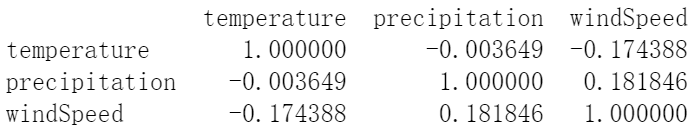 temperature precipitation windSpeed
temperature 1.000000 -0.003649 -0.174388
precipitation -0.003649 1.000000 0.181846
windSpeed -0.174388 0.181846 1.000000